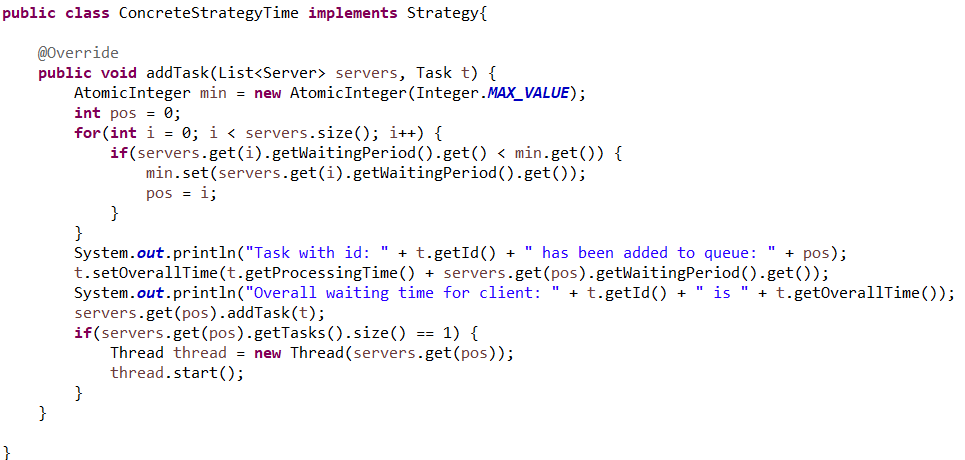 public class ConcreteStrategyTime implements Strategy{
@Override
public void addTask(List<Server> servers, Task t) {
AtomicInteger min = new AtomicInteger(Integer.MAX_VALUE);
int pos = 0;
for(int i = 0; i < servers.size(); i++) {
if(servers.get(i).getWaitingPeriod().get() < min.get()) {
min.set(servers.get(i).getWaitingPeriod().get());
pos = i;
}
}
System.out.println("Task with id: " + t.getId() + " has been added to queue: " + pos);
t.setOverallTime(t.getProcessingTime() + servers.get(pos).getWaitingPeriod().get());
System.out.println("Overall waiting time for client: " + t.getId() + " is " + t.getOverallTime());
servers.get(pos).addTask(t);
if(servers.get(pos).getTasks().size() == 1) {
Thread thread = new Thread(servers.get(pos));
thread.start();
}
}
}